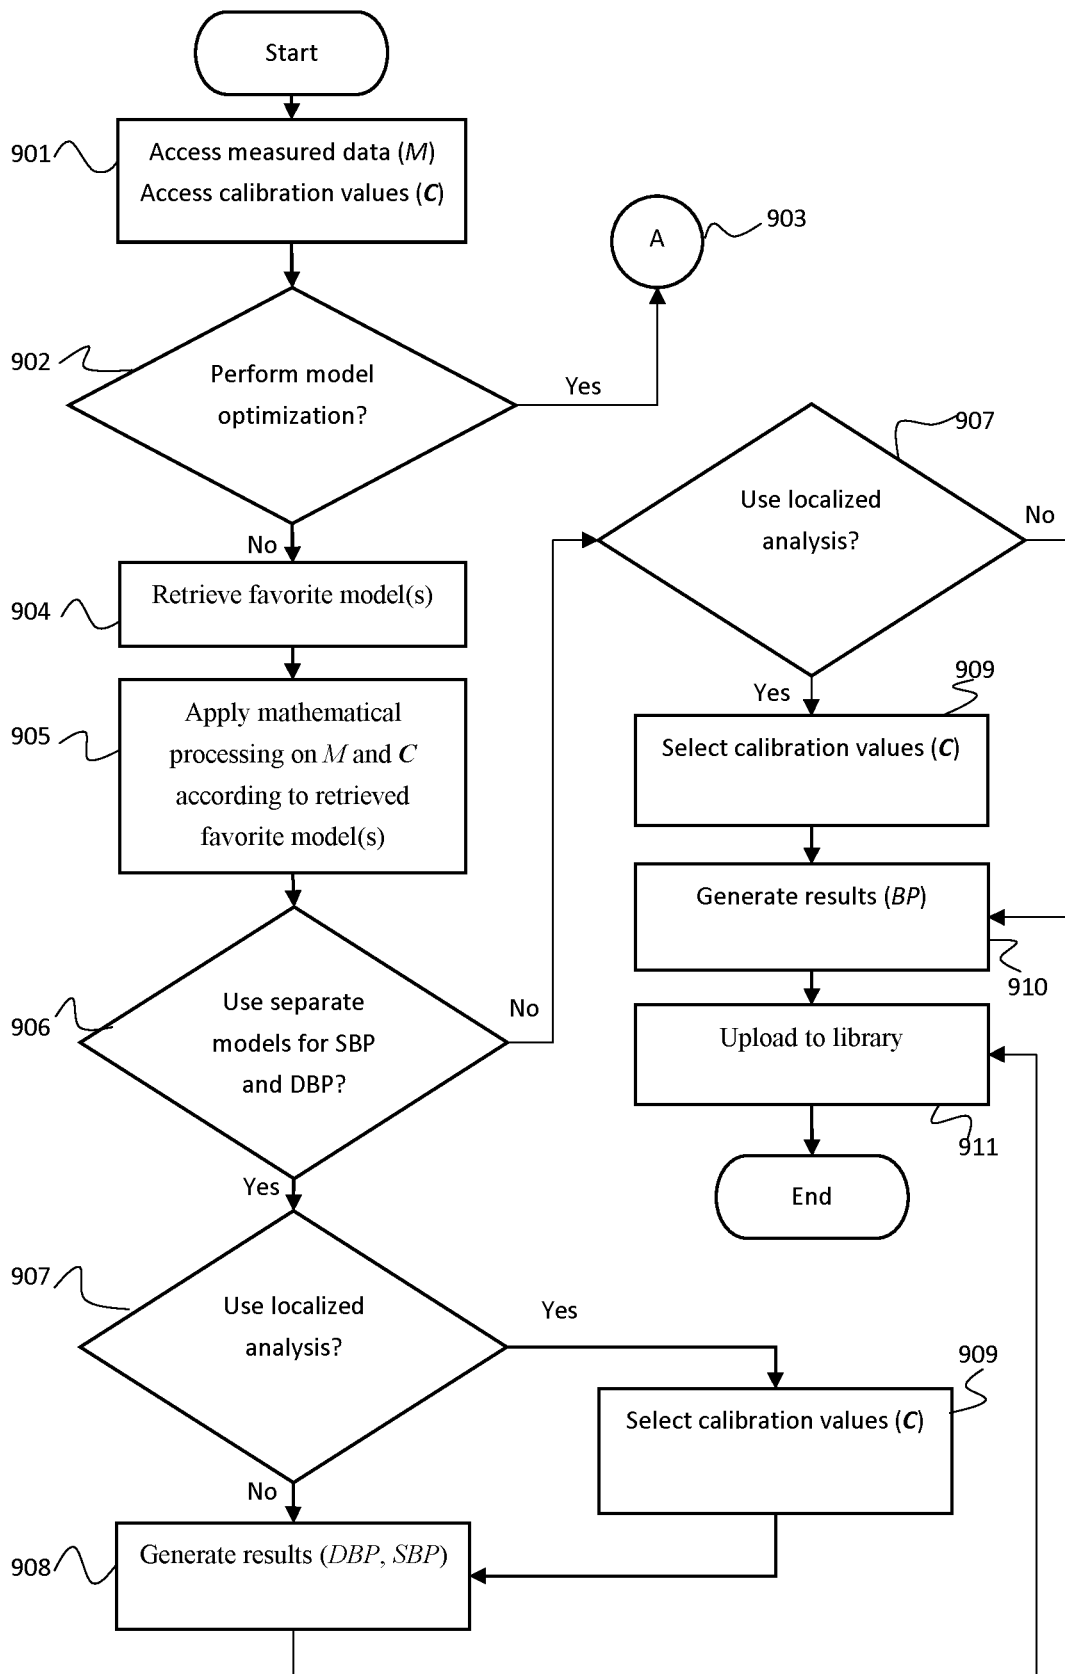 Start
901
Access measured data (M)
Access calibration values (C)
903
A
902
Perform model
optimization?
Yes
No
904
Retrieve favorite model(s)
905
Apply mathematical
processing on M and C
according to retrieved
favorite model(s)
906
Use separate
models for SBP
and DBP?
No
Yes
907
Use localized
analysis?
No
Yes
909
Select calibration values (C)
Generate results (BP)
910
Upload to library
911
End
907
Use localized
analysis?
Yes
No
909
Select calibration values (C)
908
Generate results (DBP, SBP)